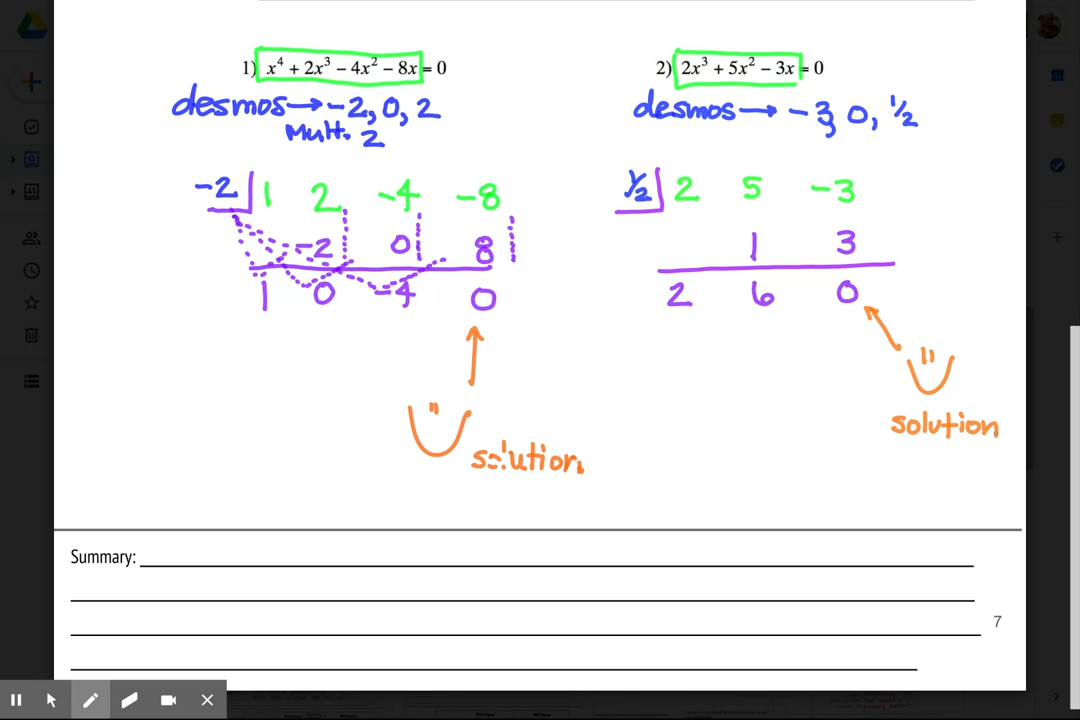 1) x⁴ + 2x³ − 4x² − 8x = 0
desmos → −2, 0, 2
Mult. 2
−2 1 2 −4 −8
−2 0 8
1 0 −4 0
solution
2) 2x³ + 5x² − 3x = 0
desmos → −3, 0, ½
½ 2 5 −3
1 3
2 6 0
solution
Summary:
7